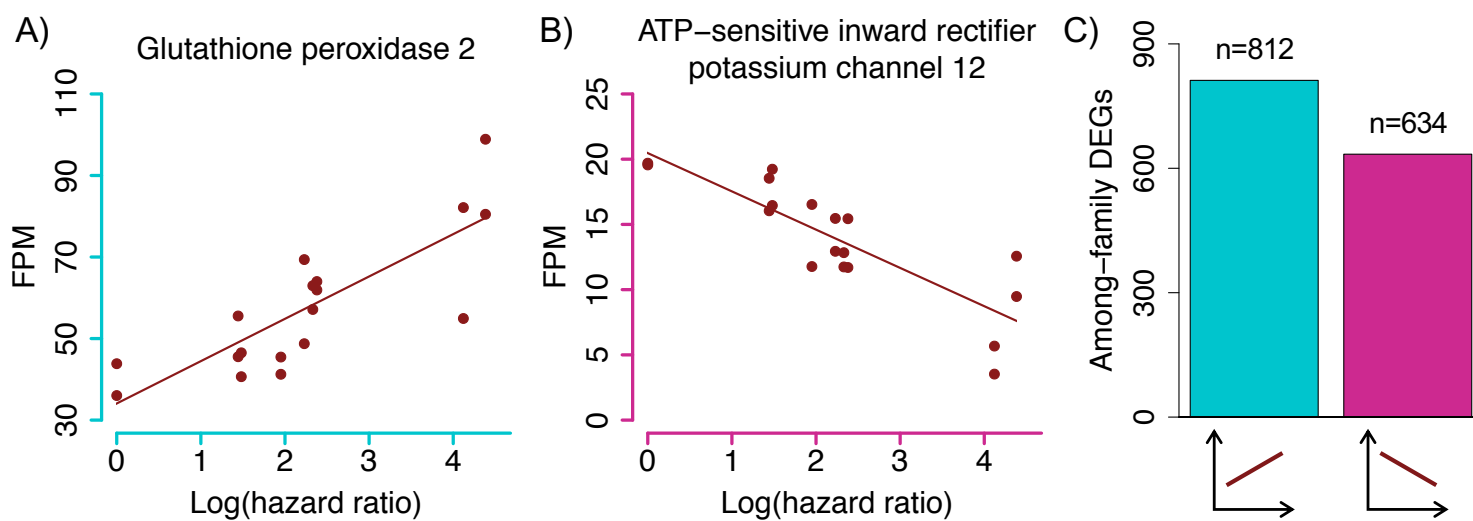 A)
Glutathione peroxidase 2
FPM
110
90
70
50
30
0 1 2 3 4
Log(hazard ratio)
B)
ATP−sensitive inward rectifier
potassium channel 12
FPM
25
20
15
10
5
0
0 1 2 3 4
Log(hazard ratio)
C)
Among−family DEGs
900
600
300
0
n=812
n=634